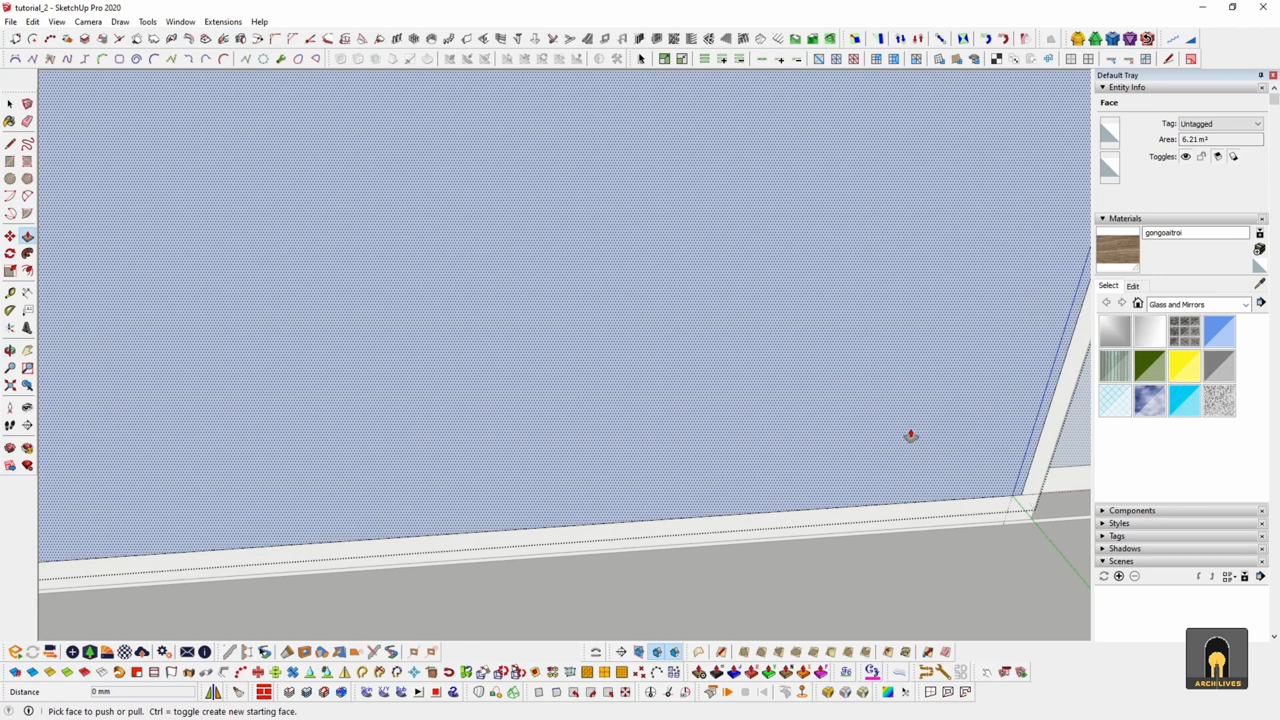 tutorial_2 - SketchUp Pro 2020
File Edit View Camera Draw Tools Window Extensions Help
Default Tray
Entity Info
Face
Tag: Untagged
Area: 6.21 m²
Toggles:
Materials
gongoaitroi
Select Edit
Glass and Mirrors
Components
Styles
Tags
Shadows
Scenes
ARCHLIVES
Distance 0 mm
Pick face to push or pull. Ctrl = toggle create new starting face.